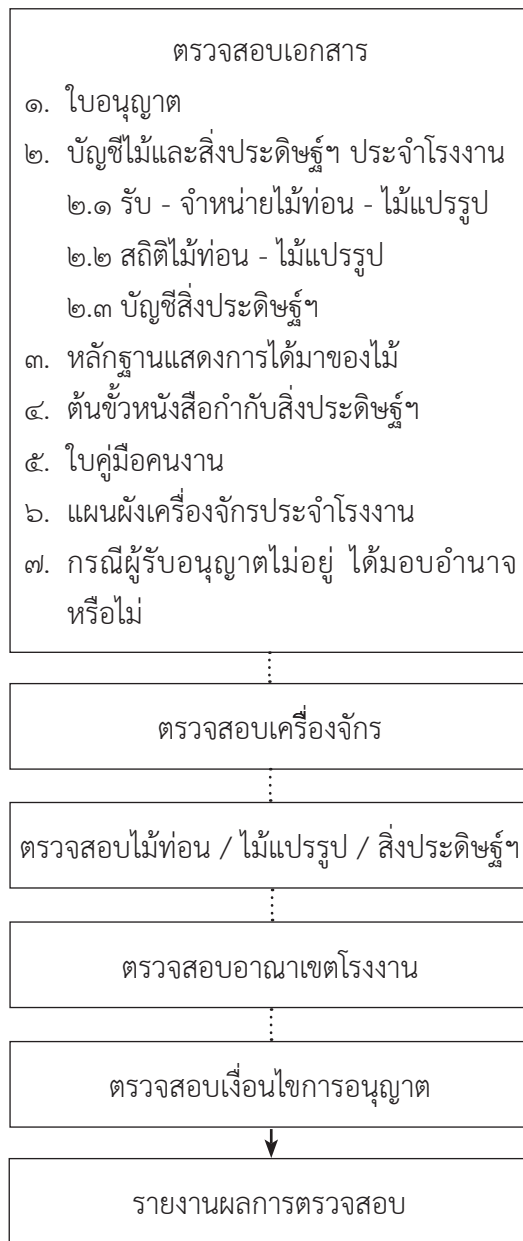 ตรวจสอบเอกสาร
๑. ใบอนุญาต
๒. บัญชีไม้และสิ่งประดิษฐ์ฯ ประจำโรงงาน
๒.๑ รับ - จำหน่ายไม้ท่อน - ไม้แปรรูป
๒.๒ สถิติไม้ท่อน - ไม้แปรรูป
๒.๓ บัญชีสิ่งประดิษฐ์ฯ
๓. หลักฐานแสดงการได้มาของไม้
๔. ต้นขั้วหนังสือกำกับสิ่งประดิษฐ์ฯ
๕. ใบคู่มือคนงาน
๖. แผนผังเครื่องจักรประจำโรงงาน
๗. กรณีผู้รับอนุญาตไม่อยู่ ได้มอบอำนาจ
หรือไม่
ตรวจสอบเครื่องจักร
ตรวจสอบไม้ท่อน / ไม้แปรรูป / สิ่งประดิษฐ์ฯ
ตรวจสอบอาณาเขตโรงงาน
ตรวจสอบเงื่อนไขการอนุญาต
รายงานผลการตรวจสอบ